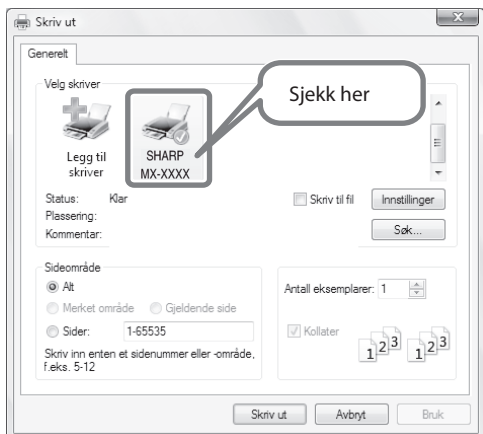 Skriv ut
Generelt
Velg skriver
Sjekk her
Legg til
skriver
SHARP
MX-XXXX
Status: Klar
Plassering:
Kommentar:
Skriv til fil
Innstillinger
Søk...
Sideområde
Alt
Merket område
Gjeldende side
Sider: 1-65535
Skriv inn enten et sidenummer eller -område,
f.eks. 5-12
Antall eksemplarer: 1
Kollater
1 2 3 1 2 3
Skriv ut
Avbryt
Bruk